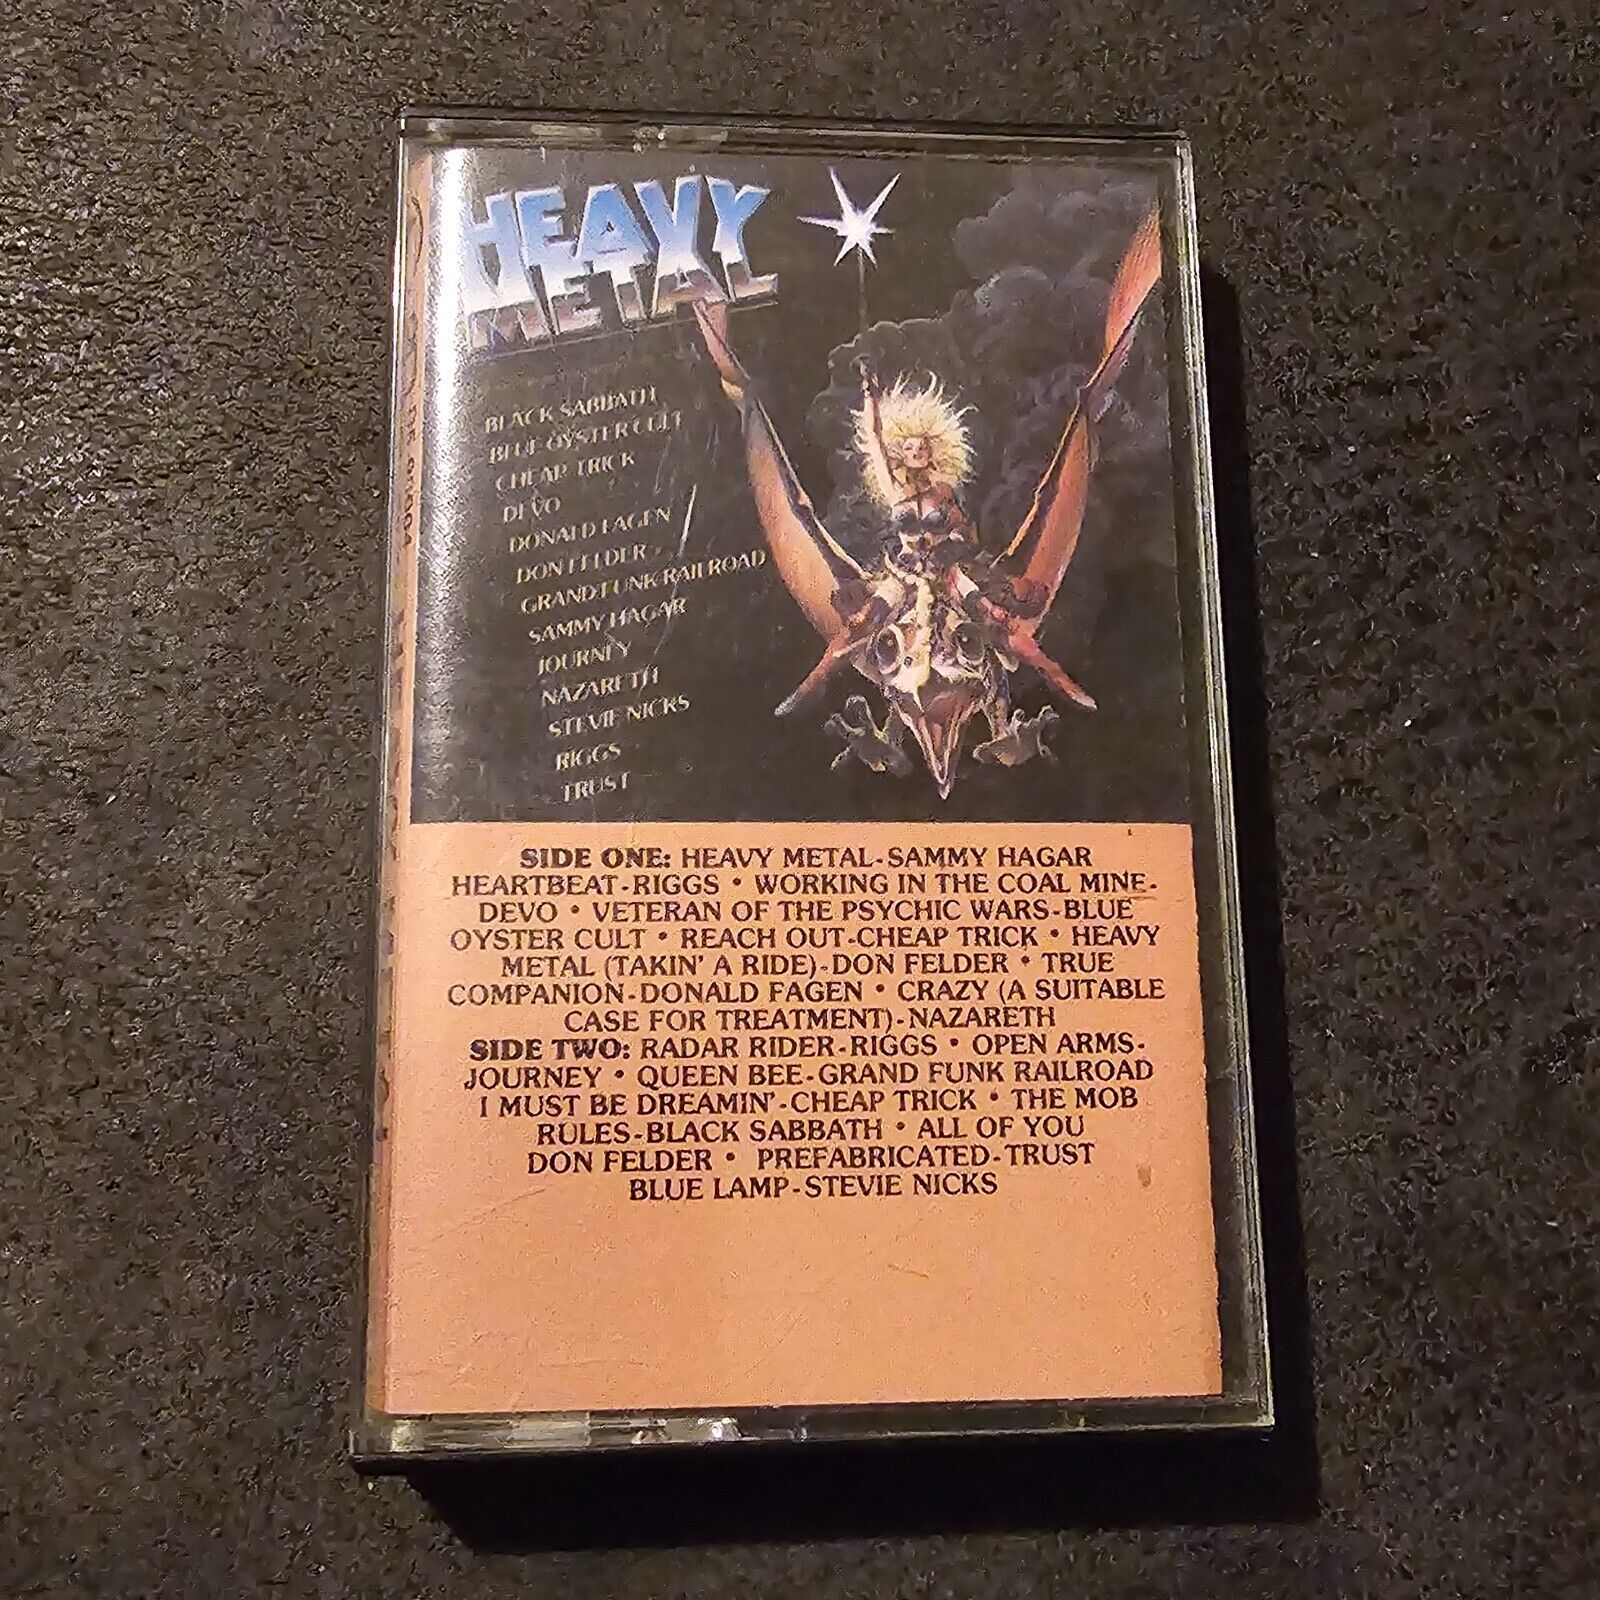 HEAVY
METAL
BLACK SABBATH
BLUE OYSTER CULT
CHEAP TRICK
DEVO
DONALD FAGEN
DON FELDER
GRAND FUNK RAILROAD
SAMMY HAGAR
JOURNEY
NAZARETH
STEVIE NICKS
RIGGS
TRUST
SIDE ONE: HEAVY METAL-SAMMY HAGAR
HEARTBEAT-RIGGS • WORKING IN THE COAL MINE-
DEVO • VETERAN OF THE PSYCHIC WARS-BLUE
OYSTER CULT • REACH OUT-CHEAP TRICK • HEAVY
METAL (TAKIN' A RIDE)-DON FELDER • TRUE
COMPANION-DONALD FAGEN • CRAZY (A SUITABLE
CASE FOR TREATMENT)-NAZARETH
SIDE TWO: RADAR RIDER-RIGGS • OPEN ARMS-
JOURNEY • QUEEN BEE-GRAND FUNK RAILROAD
I MUST BE DREAMIN'-CHEAP TRICK • THE MOB
RULES-BLACK SABBATH • ALL OF YOU
DON FELDER • PREFABRICATED-TRUST
BLUE LAMP-STEVIE NICKS